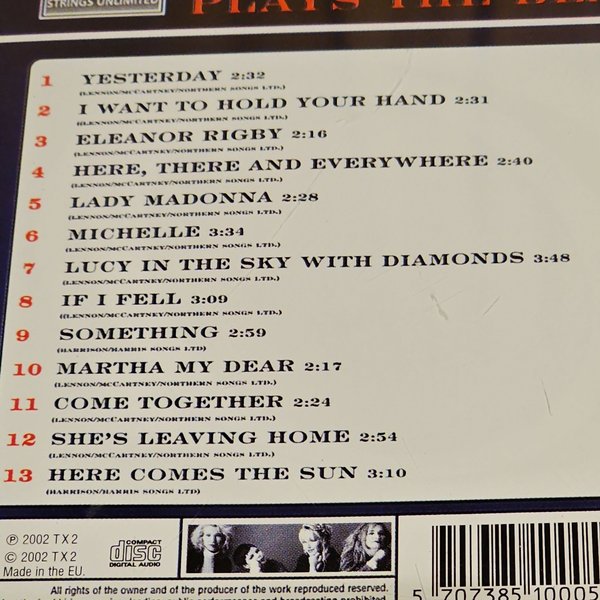 STRINGS UNLIMITED
PLAYS THE
1 YESTERDAY 2:32
(LENNON/MCCARTNEY/NORTHERN SONGS LTD.)
2 I WANT TO HOLD YOUR HAND 2:31
((LENNON/MCCARTNEY/NORTHERN SONGS LTD.)
3 ELEANOR RIGBY 2:16
(LENNON/MCCARTNEY/NORTHERN SONGS LTD.)
4 HERE, THERE AND EVERYWHERE 2:40
(LENNON/MCCARTNEY/NORTHERN SONGS LTD.)
5 LADY MADONNA 2:28
(LENNON/MCCARTNEY/NORTHERN SONGS LTD.)
6 MICHELLE 3:34
(LENNON/MCCARTNEY/NORTHERN SONGS LTD.)
7 LUCY IN THE SKY WITH DIAMONDS 3:48
(LENNON/MCCARTNEY/NORTHERN SONGS LTD.)
8 IF I FELL 3:09
(LENNON/MCCARTNEY/NORTHERN SONGS LTD.)
9 SOMETHING 2:59
(HARRISON/HARRIS SONGS LTD)
10 MARTHA MY DEAR 2:17
(LENNON/MCCARTNEY/NORTHERN SONGS LTD.)
11 COME TOGETHER 2:24
(LENNON/MCCARTNEY/NORTHERN SONGS LTD.)
12 SHE'S LEAVING HOME 2:54
(LENNON/MCCARTNEY/NORTHERN SONGS LTD.)
13 HERE COMES THE SUN 3:10
(HARRISON/HARRIS SONGS LTD)
℗ 2002 TX2
© 2002 TX2
Made in the EU.
COMPACT
disc
DIGITAL AUDIO
All rights of the owner and of the producer of the work reproduced reserved.
5 707385 10005